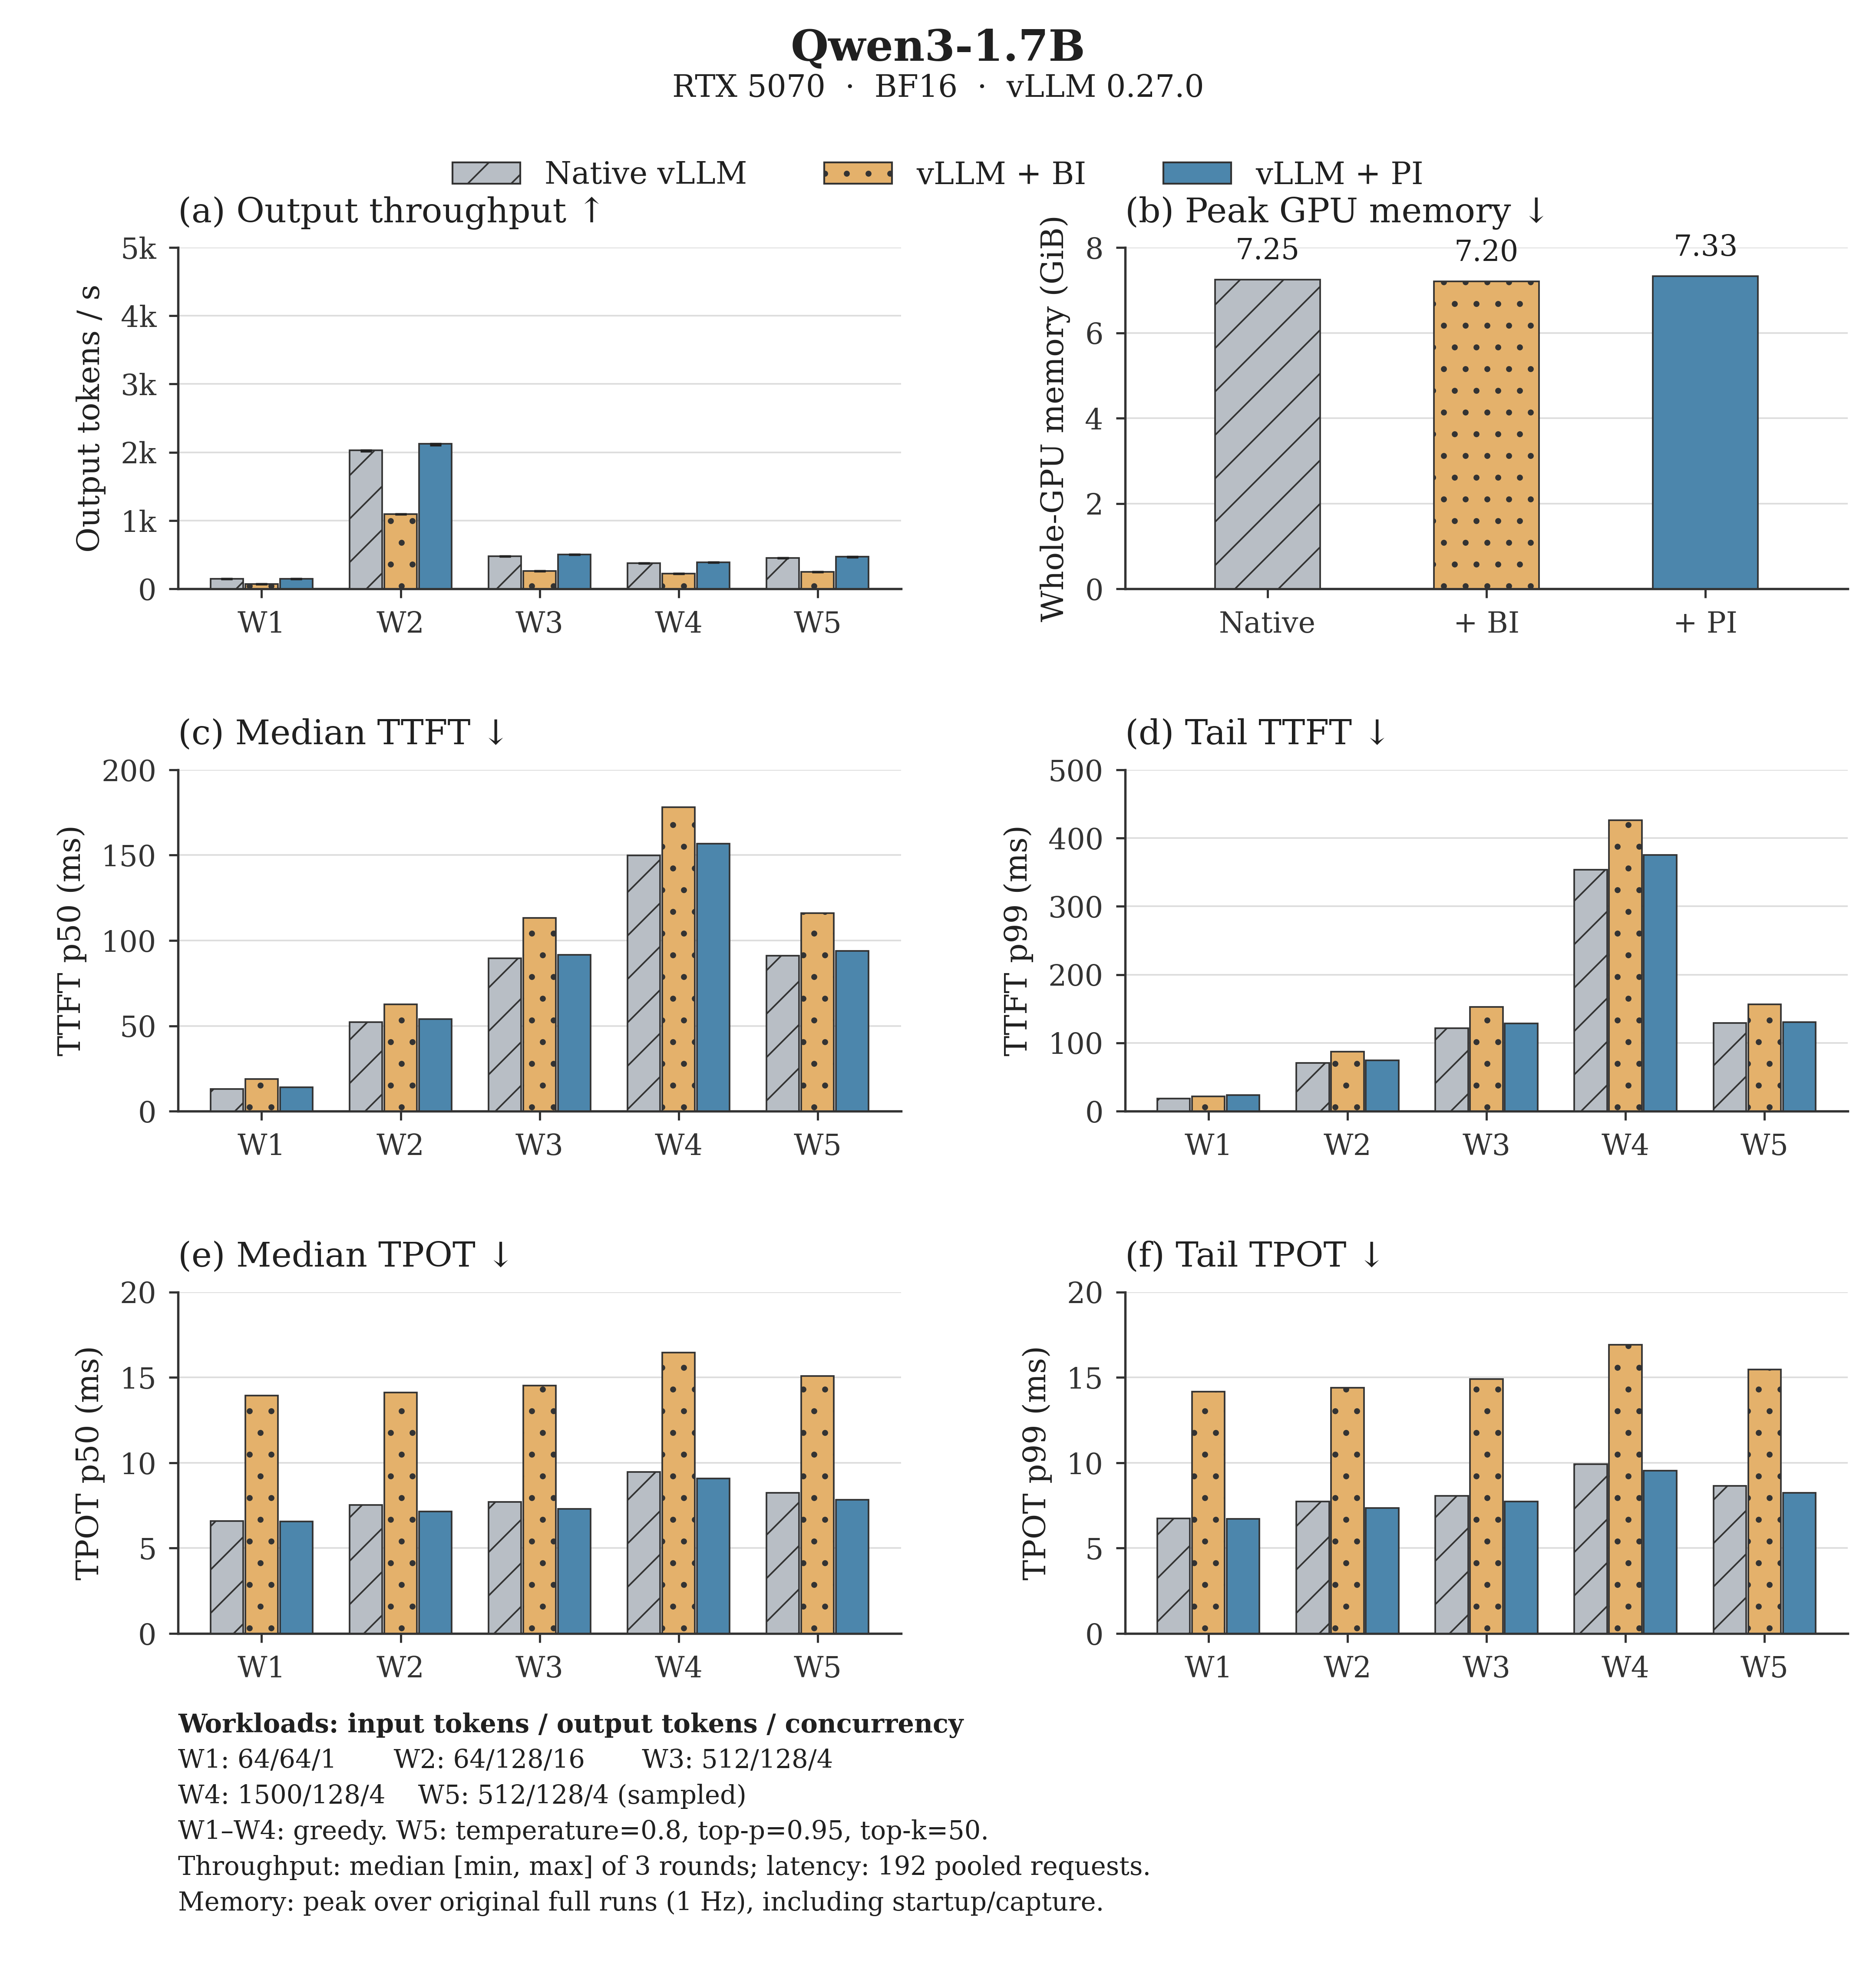 Qwen3-1.7B
RTX 5070 · BF16 · vLLM 0.27.0
Native vLLM
vLLM + BI
vLLM + PI
(a) Output throughput ↑
Output tokens / s
5k
4k
3k
2k
1k
0
W1 W2 W3 W4 W5
(b) Peak GPU memory ↓
Whole-GPU memory (GiB)
8
6
4
2
0
7.25 7.20 7.33
Native + BI + PI
(c) Median TTFT ↓
TTFT p50 (ms)
200
150
100
50
0
W1 W2 W3 W4 W5
(d) Tail TTFT ↓
TTFT p99 (ms)
500
400
300
200
100
0
W1 W2 W3 W4 W5
(e) Median TPOT ↓
TPOT p50 (ms)
20
15
10
5
0
W1 W2 W3 W4 W5
(f) Tail TPOT ↓
TPOT p99 (ms)
20
15
10
5
0
W1 W2 W3 W4 W5
Workloads: input tokens / output tokens / concurrency
W1: 64/64/1 W2: 64/128/16 W3: 512/128/4
W4: 1500/128/4 W5: 512/128/4 (sampled)
W1–W4: greedy. W5: temperature=0.8, top-p=0.95, top-k=50.
Throughput: median [min, max] of 3 rounds; latency: 192 pooled requests.
Memory: peak over original full runs (1 Hz), including startup/capture.